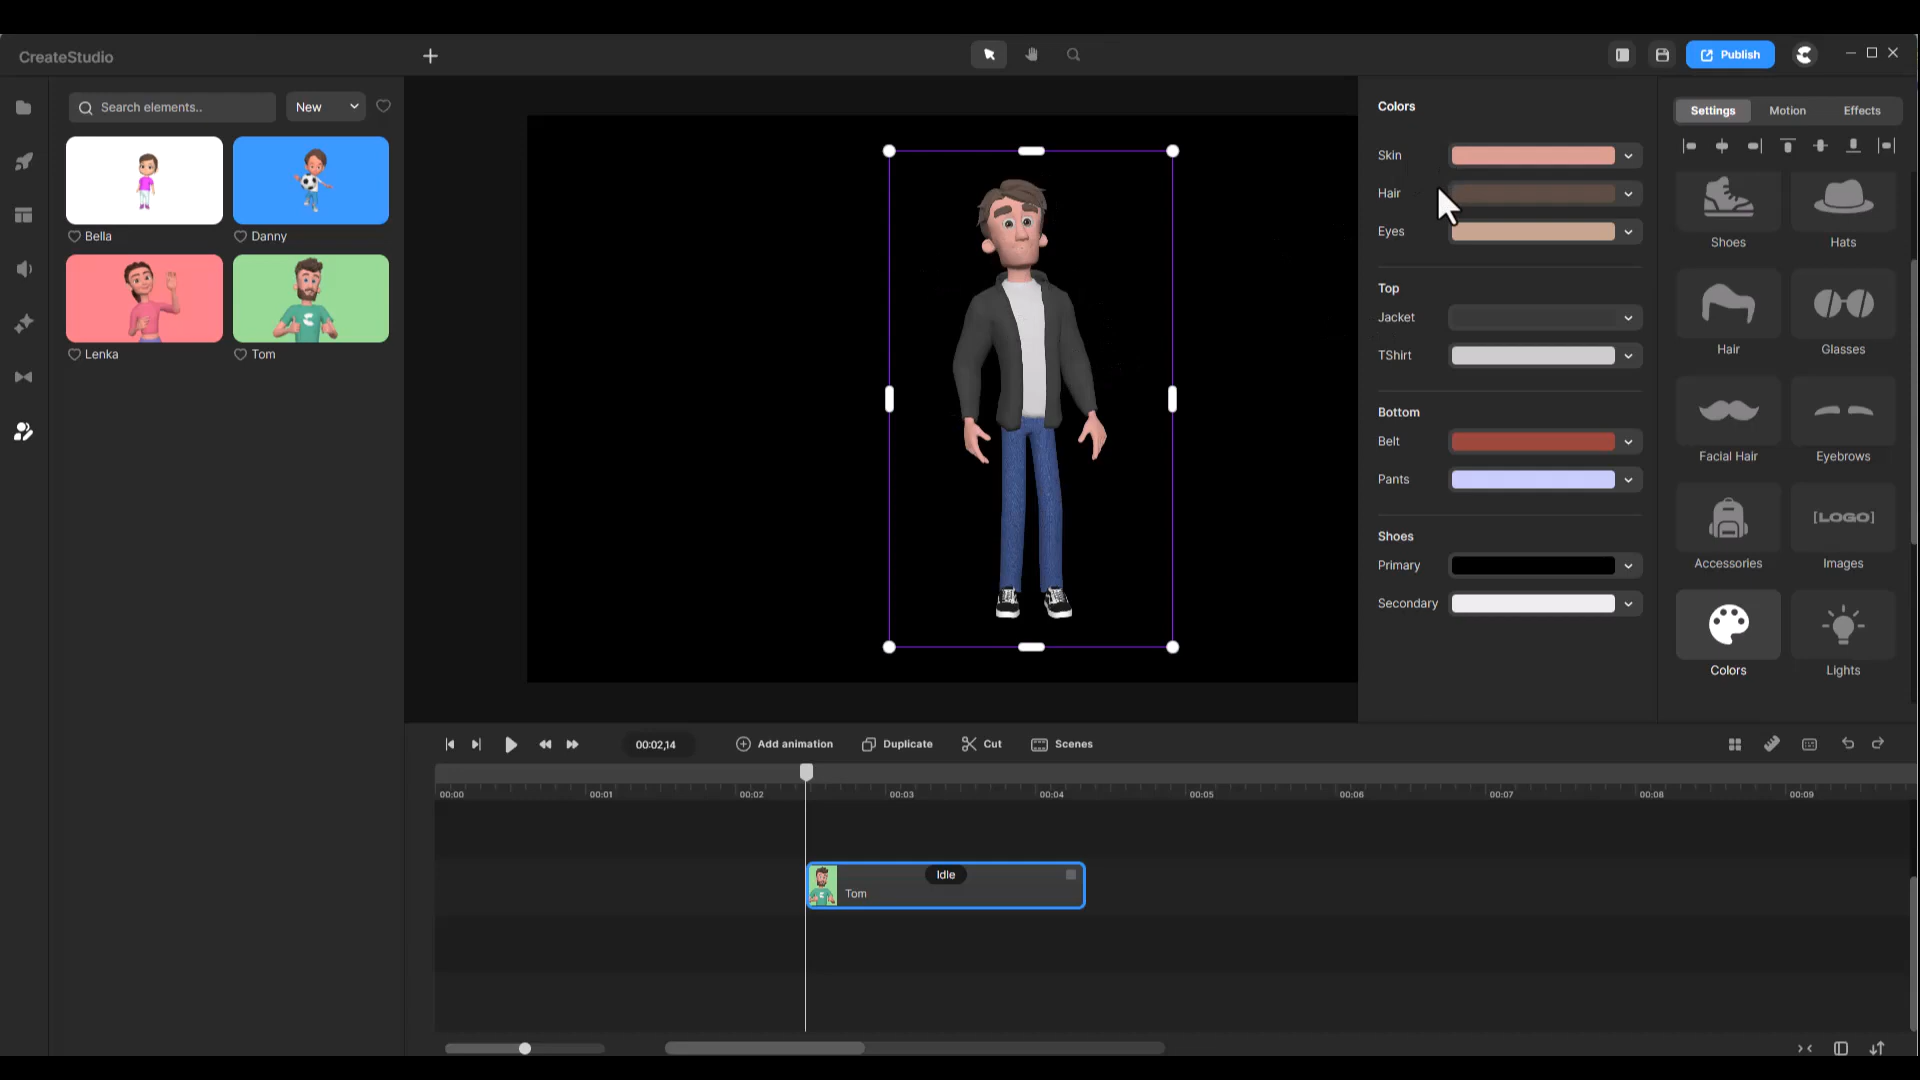 CreateStudio
Publish
Search elements..
New
Bella
Danny
Lenka
Tom
Colors
Skin
Hair
Eyes
Top
Jacket
TShirt
Bottom
Belt
Pants
Shoes
Primary
Secondary
Settings
Motion
Effects
Shoes
Hats
Hair
Glasses
Facial Hair
Eyebrows
[LOGO]
Accessories
Images
Colors
Lights
00:02,14
Add animation
Duplicate
Cut
Scenes
00:00
00:01
00:02
00:03
00:04
00:05
00:06
00:07
00:08
00:09
Idle
Tom